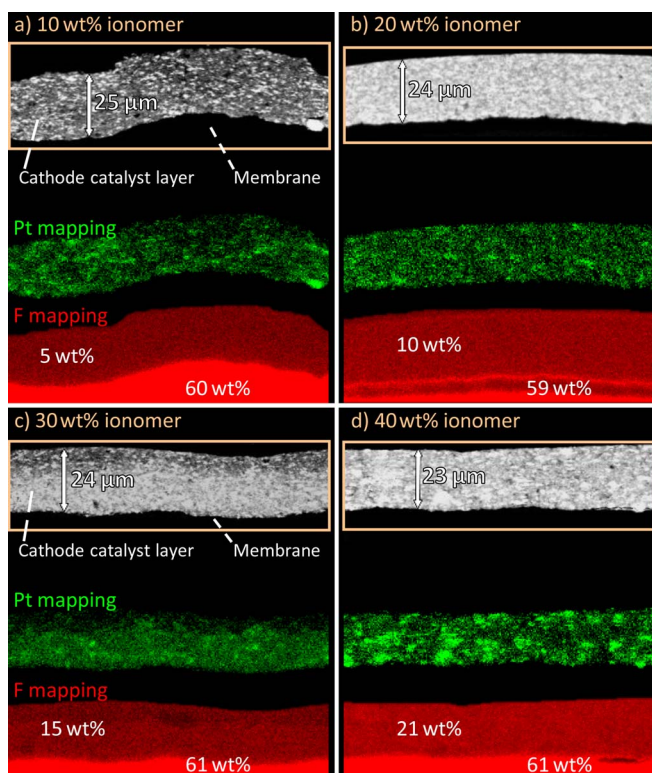 a) 10 wt% ionomer
25 µm
Cathode catalyst layer
Membrane
Pt mapping
F mapping
5 wt%
60 wt%
b) 20 wt% ionomer
24 µm
10 wt%
59 wt%
c) 30 wt% ionomer
24 µm
Cathode catalyst layer
Membrane
Pt mapping
F mapping
15 wt%
61 wt%
d) 40 wt% ionomer
23 µm
21 wt%
61 wt%